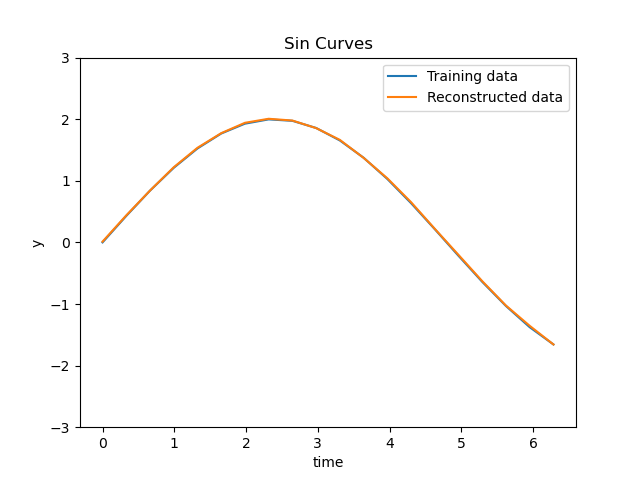 Sin Curves
Training data
Reconstructed data
3
2
1
0
−1
−2
−3
y
0 1 2 3 4 5 6
time